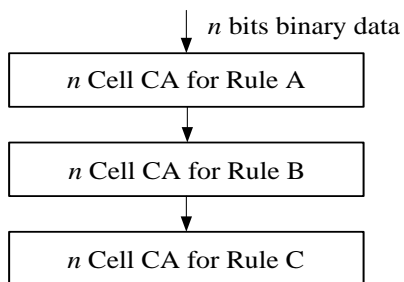 n bits binary data
n Cell CA for Rule A
n Cell CA for Rule B
n Cell CA for Rule C